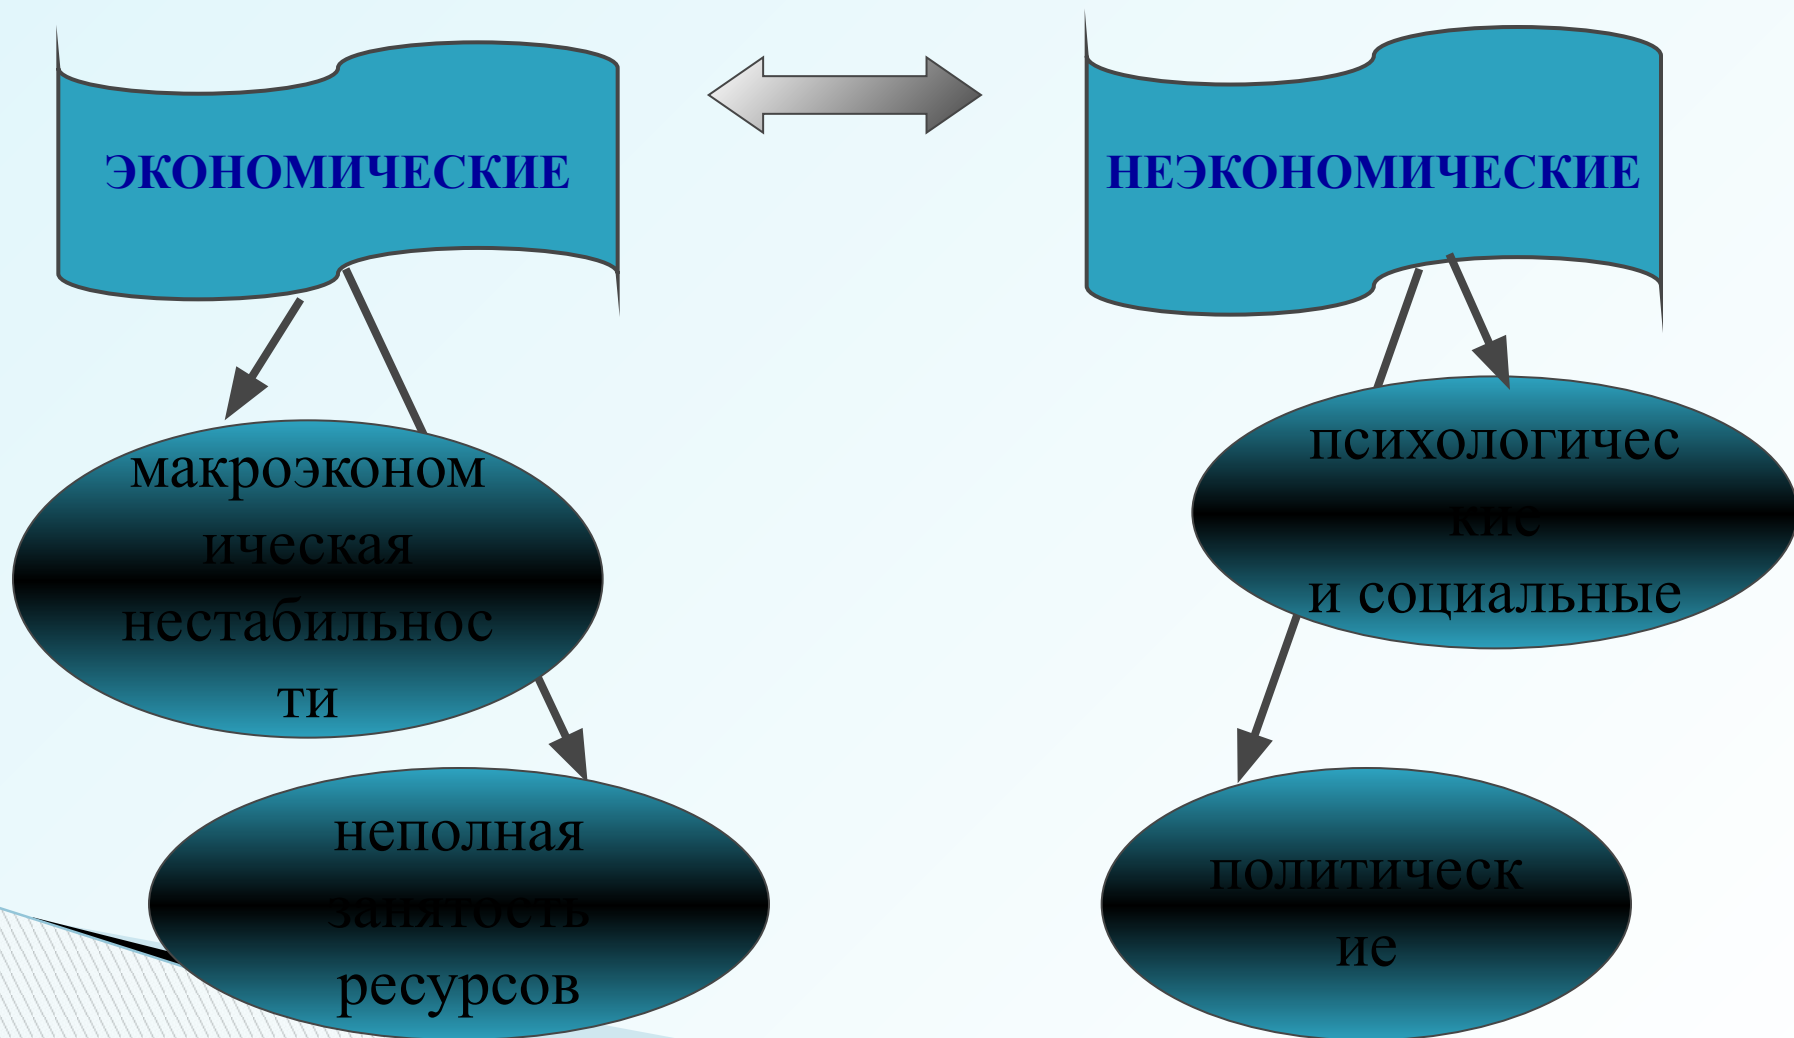 ЭКОНОМИЧЕСКИЕ
НЕЭКОНОМИЧЕСКИЕ
макроэконом
ическая
нестабильнос
ти
психологичес
кие
и социальные
неполная
занятость
ресурсов
политическ
ие